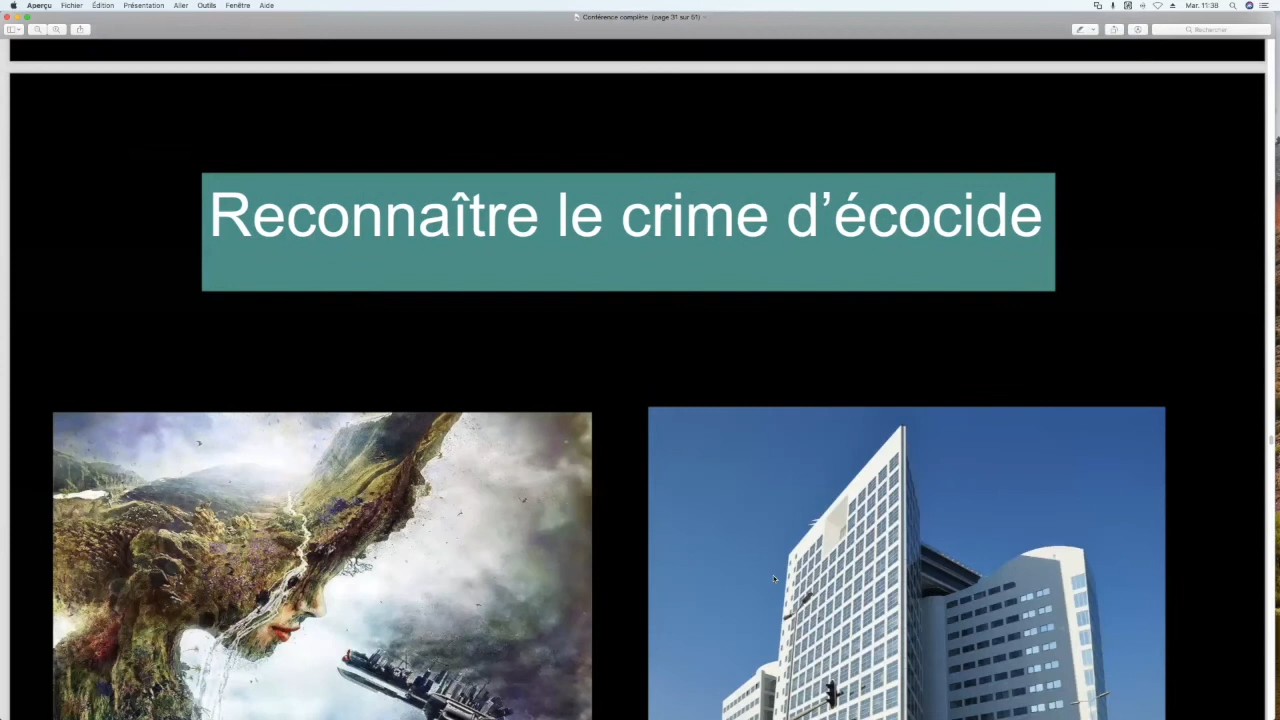 Aperçu Fichier Édition Présentation Aller Outils Fenêtre Aide Mar. 11:38
Conférence complète (page 31 sur 51)
Rechercher
Reconnaître le crime d’écocide